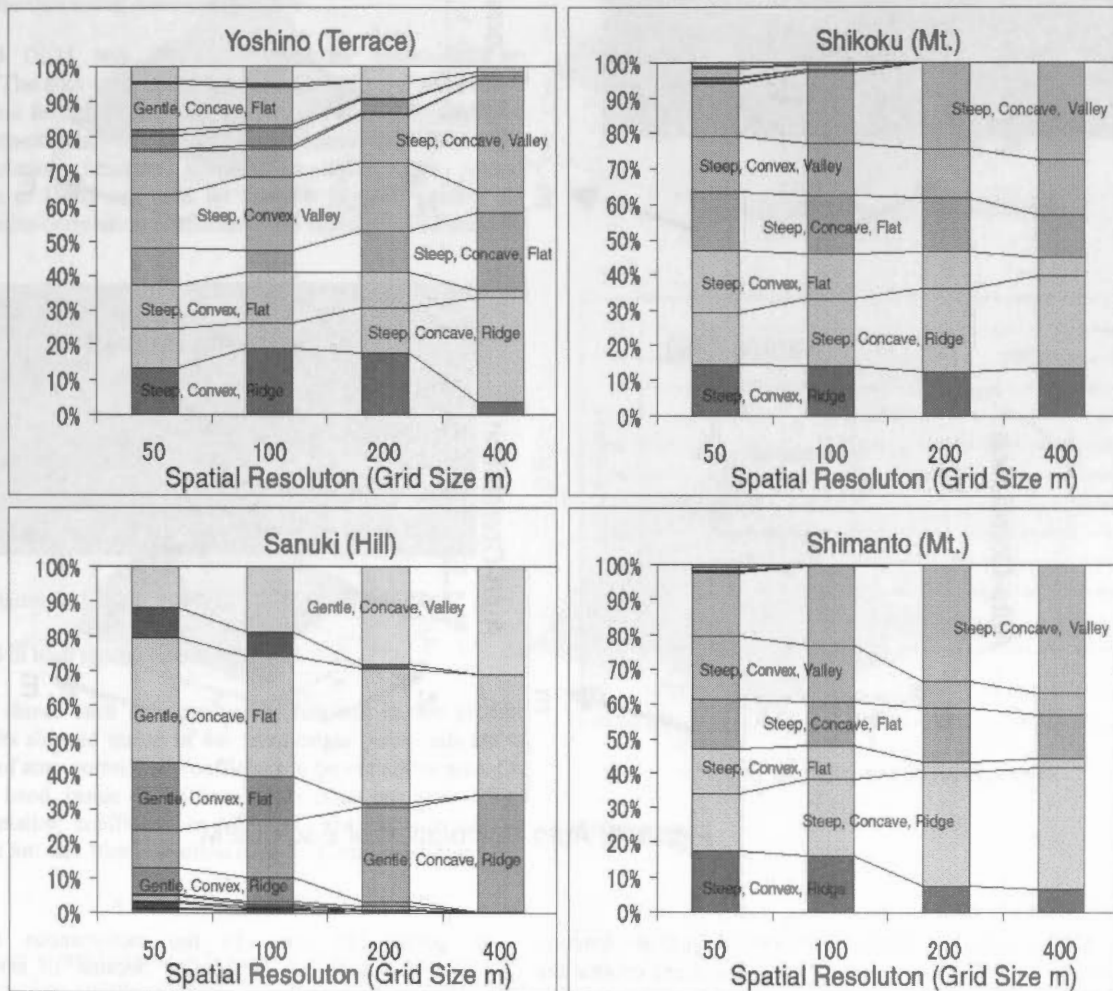 Yoshino (Terrace)
100%
90%
80%
70%
60%
50%
40%
30%
20%
10%
0%
Gentle, Concave, Flat
Steep, Concave, Valley
Steep, Convex, Valley
Steep, Concave, Flat
Steep, Convex, Flat
Steep, Concave, Ridge
Steep, Convex, Ridge
50 100 200 400
Spatial Resoluton (Grid Size m)
Shikoku (Mt.)
100%
90%
80%
70%
60%
50%
40%
30%
20%
10%
0%
Steep, Concave, Valley
Steep, Convex, Valley
Steep, Concave, Flat
Steep, Convex, Flat
Steep, Concave, Ridge
Steep, Convex, Ridge
50 100 200 400
Spatial Resoluton (Grid Size m)
Sanuki (Hill)
100%
90%
80%
70%
60%
50%
40%
30%
20%
10%
0%
Gentle, Concave, Valley
Gentle, Concave, Flat
Gentle, Convex, Flat
Gentle, Concave, Ridge
Gentle, Convex, Ridge
50 100 200 400
Spatial Resoluton (Grid Size m)
Shimanto (Mt.)
100%
90%
80%
70%
60%
50%
40%
30%
20%
10%
0%
Steep, Concave, Valley
Steep, Convex, Valley
Steep, Concave, Flat
Steep, Convex, Flat
Steep, Concave, Ridge
Steep, Convex, Ridge
50 100 200 400
Spatial Resoluton (Grid Size m)